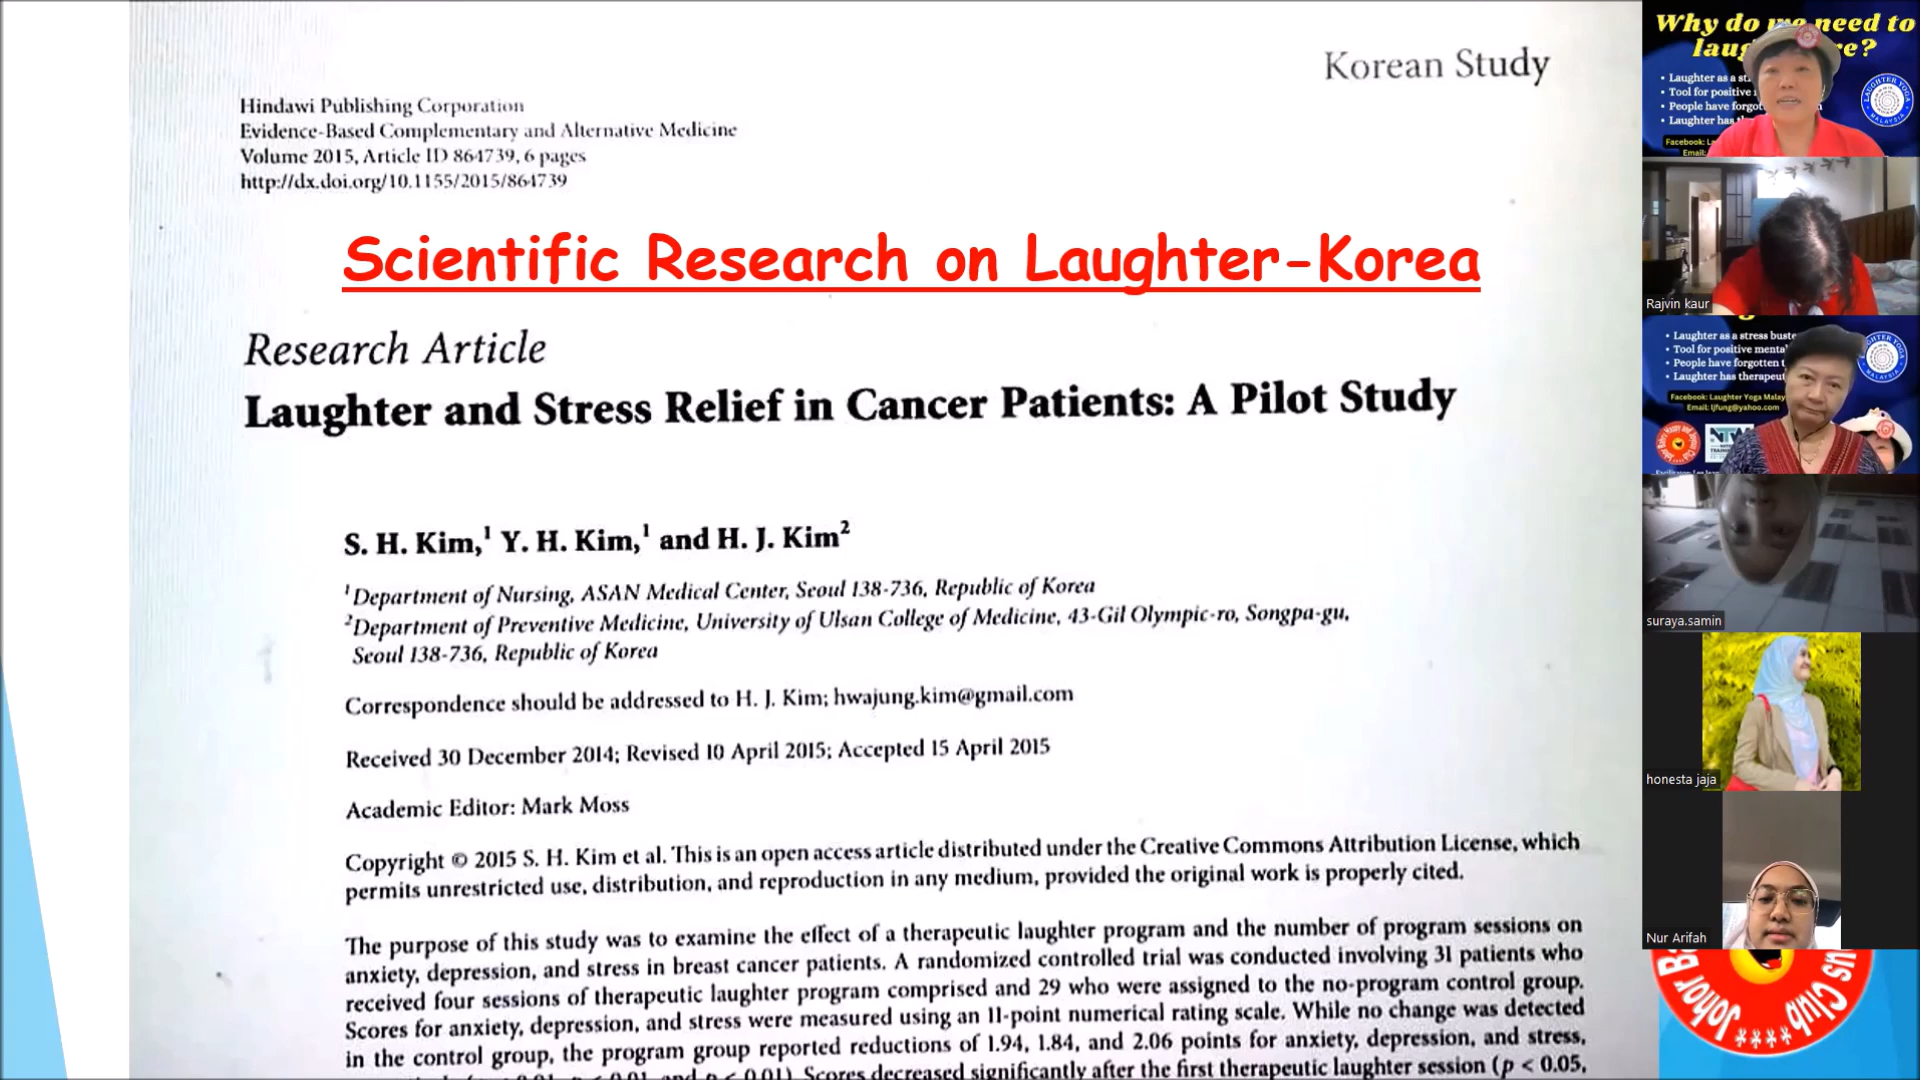 Korean Study
Hindawi Publishing Corporation
Evidence-Based Complementary and Alternative Medicine
Volume 2015, Article ID 864739, 6 pages
http://dx.doi.org/10.1155/2015/864739
Scientific Research on Laughter-Korea
Research Article
Laughter and Stress Relief in Cancer Patients: A Pilot Study
S. H. Kim,1 Y. H. Kim,1 and H. J. Kim2
1Department of Nursing, ASAN Medical Center, Seoul 138-736, Republic of Korea
2Department of Preventive Medicine, University of Ulsan College of Medicine, 43-Gil Olympic-ro, Songpa-gu,
Seoul 138-736, Republic of Korea
Correspondence should be addressed to H. J. Kim; hwajung.kim@gmail.com
Received 30 December 2014; Revised 10 April 2015; Accepted 15 April 2015
Academic Editor: Mark Moss
Copyright © 2015 S. H. Kim et al. This is an open access article distributed under the Creative Commons Attribution License, which
permits unrestricted use, distribution, and reproduction in any medium, provided the original work is properly cited.
The purpose of this study was to examine the effect of a therapeutic laughter program and the number of program sessions on
anxiety, depression, and stress in breast cancer patients. A randomized controlled trial was conducted involving 31 patients who
received four sessions of therapeutic laughter program comprised and 29 who were assigned to the no-program control group.
Scores for anxiety, depression, and stress were measured using an 11-point numerical rating scale. While no change was detected
in the control group, the program group reported reductions of 1.94, 1.84, and 2.06 points for anxiety, depression, and stress,
and p < 0.01). Scores decreased significantly after the first therapeutic laughter session (p < 0.05,
Why do we need to
• Laughter as a
• Tool for positive
• People have
• Laughter has
Facebook:
Email:
LAUGHTER YOGA
MALAYSIA
Rajvin kaur
• Laughter as a stress
• Tool for positive
• People have forgotten
• Laughter has
Facebook: Laughter Yoga
Email: ljfung@yahoo.com
YOGA
MALAYSIA
suraya.samin
honesta jaja
Nur Arifah
Johor
Club